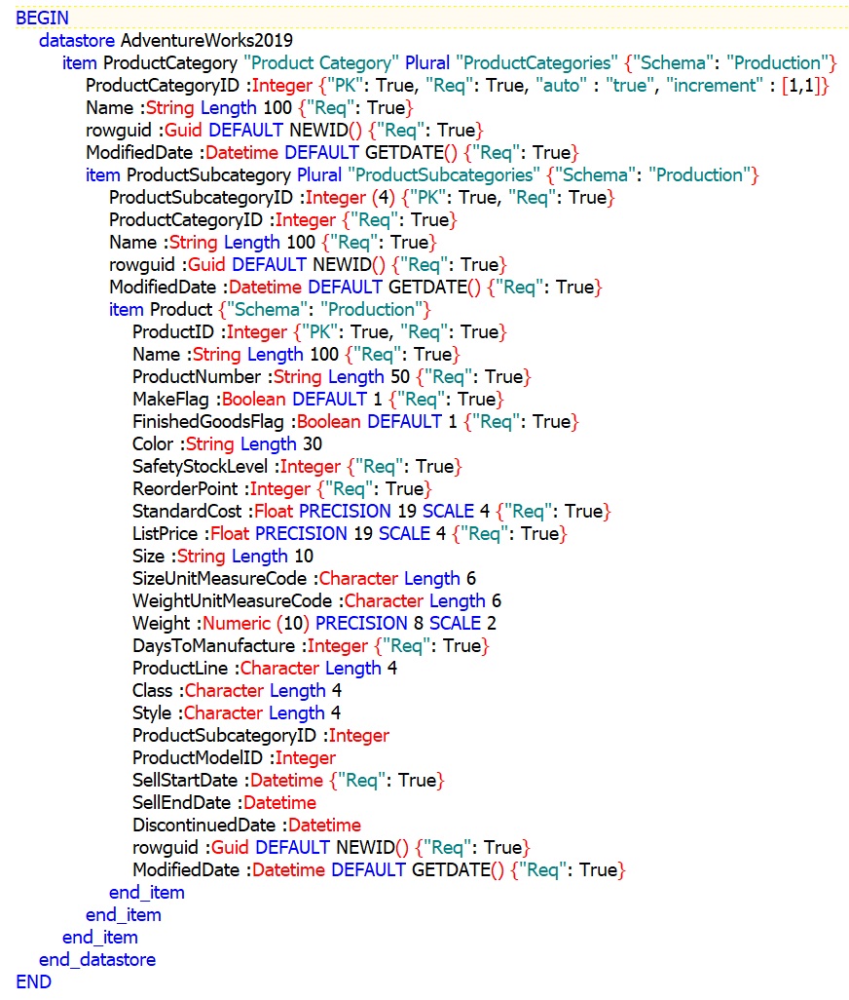 BEGIN
datastore AdventureWorks2019
item ProductCategory "Product Category" Plural "ProductCategories" {"Schema": "Production"}
ProductCategoryID :Integer {"PK": True, "Req": True, "auto" : "true", "increment" : [1,1]}
Name :String Length 100 {"Req": True}
rowguid :Guid DEFAULT NEWID() {"Req": True}
ModifiedDate :Datetime DEFAULT GETDATE() {"Req": True}
item ProductSubcategory Plural "ProductSubcategories" {"Schema": "Production"}
ProductSubcategoryID :Integer (4) {"PK": True, "Req": True}
ProductCategoryID :Integer {"Req": True}
Name :String Length 100 {"Req": True}
rowguid :Guid DEFAULT NEWID() {"Req": True}
ModifiedDate :Datetime DEFAULT GETDATE() {"Req": True}
item Product {"Schema": "Production"}
ProductID :Integer {"PK": True, "Req": True}
Name :String Length 100 {"Req": True}
ProductNumber :String Length 50 {"Req": True}
MakeFlag :Boolean DEFAULT 1 {"Req": True}
FinishedGoodsFlag :Boolean DEFAULT 1 {"Req": True}
Color :String Length 30
SafetyStockLevel :Integer {"Req": True}
ReorderPoint :Integer {"Req": True}
StandardCost :Float PRECISION 19 SCALE 4 {"Req": True}
ListPrice :Float PRECISION 19 SCALE 4 {"Req": True}
Size :String Length 10
SizeUnitMeasureCode :Character Length 6
WeightUnitMeasureCode :Character Length 6
Weight :Numeric (10) PRECISION 8 SCALE 2
DaysToManufacture :Integer {"Req": True}
ProductLine :Character Length 4
Class :Character Length 4
Style :Character Length 4
ProductSubcategoryID :Integer
ProductModelID :Integer
SellStartDate :Datetime {"Req": True}
SellEndDate :Datetime
DiscontinuedDate :Datetime
rowguid :Guid DEFAULT NEWID() {"Req": True}
ModifiedDate :Datetime DEFAULT GETDATE() {"Req": True}
end_item
end_item
end_item
end_datastore
END